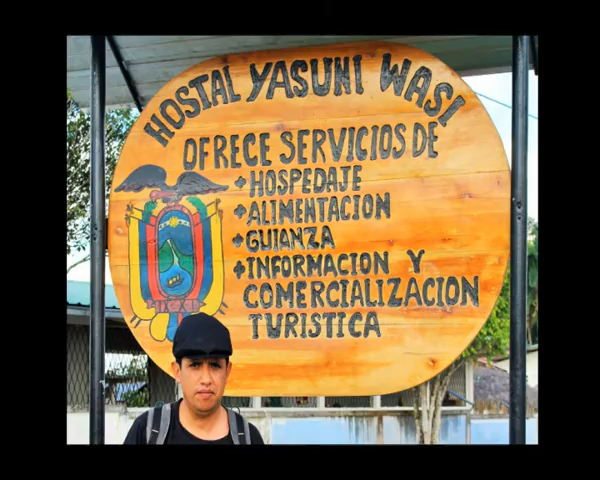 HOSTAL YASUNI WASI
OFRECE SERVICIOS DE
+HOSPEDAJE
+ALIMENTACION
+GUIANZA
+INFORMACION Y
COMERCIALIZACION
TURISTICA